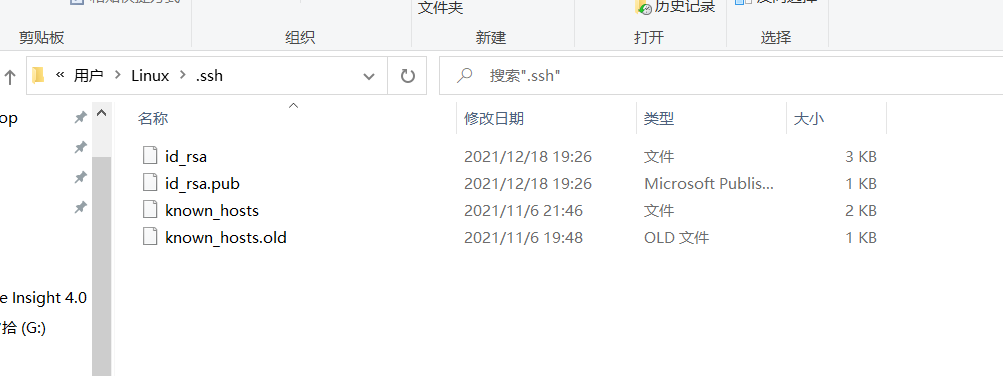 文件夹
历史记录
剪贴板 组织 新建 打开 选择
« 用户 > Linux > .ssh 搜索".ssh"
op
名称 修改日期 类型 大小
id_rsa 2021/12/18 19:26 文件 3 KB
id_rsa.pub 2021/12/18 19:26 Microsoft Publis... 1 KB
known_hosts 2021/11/6 21:46 文件 2 KB
known_hosts.old 2021/11/6 19:48 OLD 文件 1 KB
e Insight 4.0
拾 (G:)